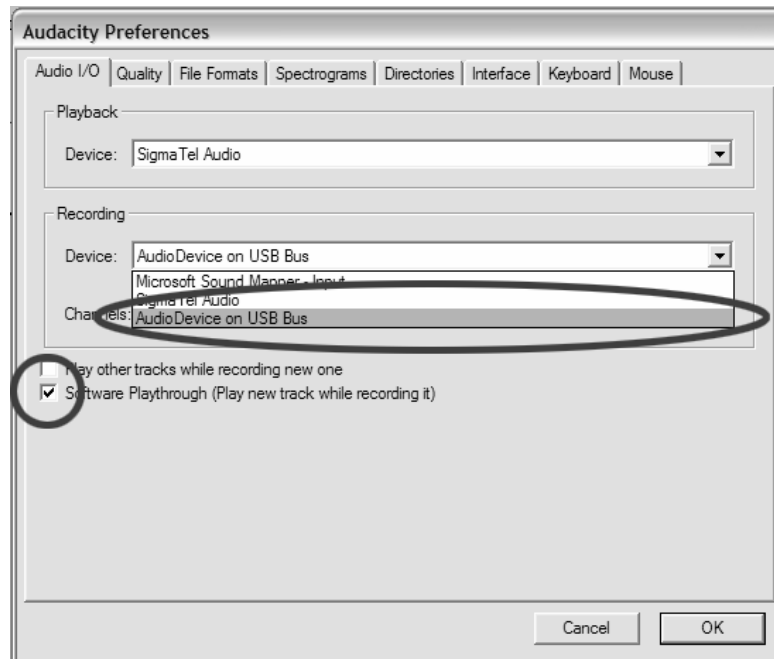 Audacity Preferences
Audio I/O Quality File Formats Spectrograms Directories Interface Keyboard Mouse
Playback
Device: SigmaTel Audio
Recording
Device: AudioDevice on USB Bus
Microsoft Sound Mapper - Input
SigmaTel Audio
Channels: AudioDevice on USB Bus
Play other tracks while recording new one
Software Playthrough (Play new track while recording it)
Cancel OK